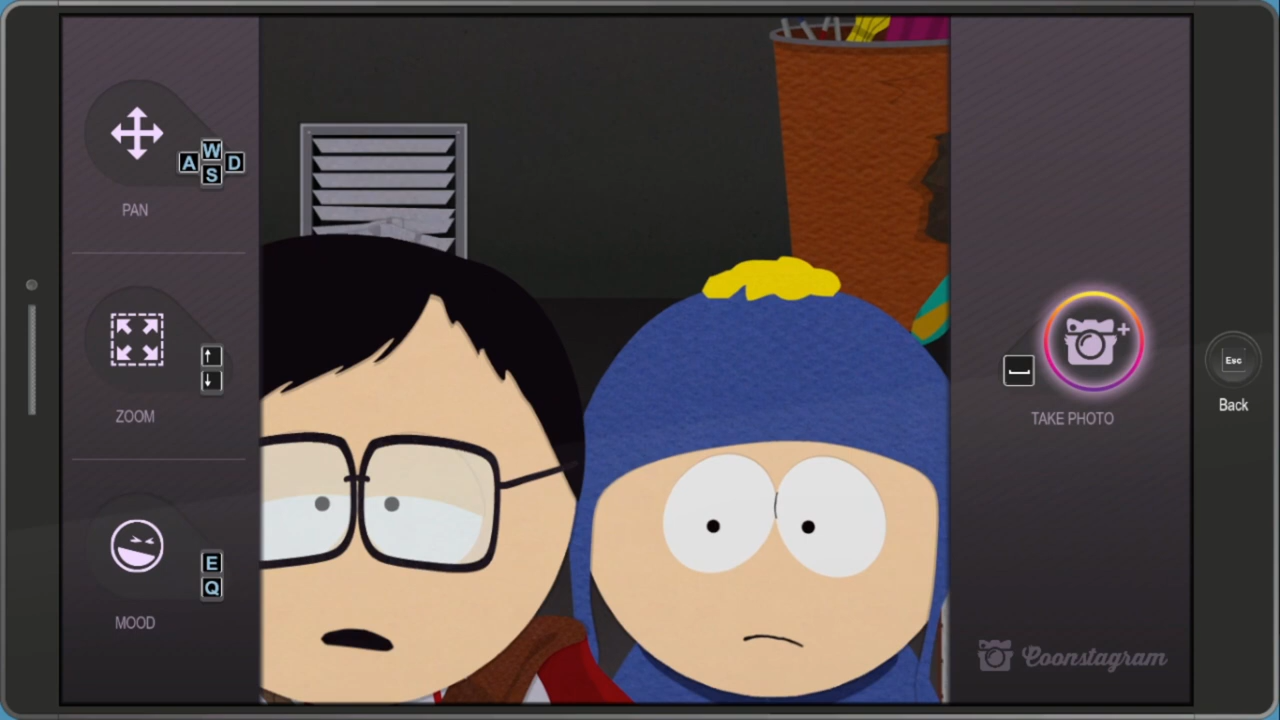 W
A
D
S
PAN
↑
↓
ZOOM
E
Q
MOOD
TAKE PHOTO
Esc
Back
Coonstagram